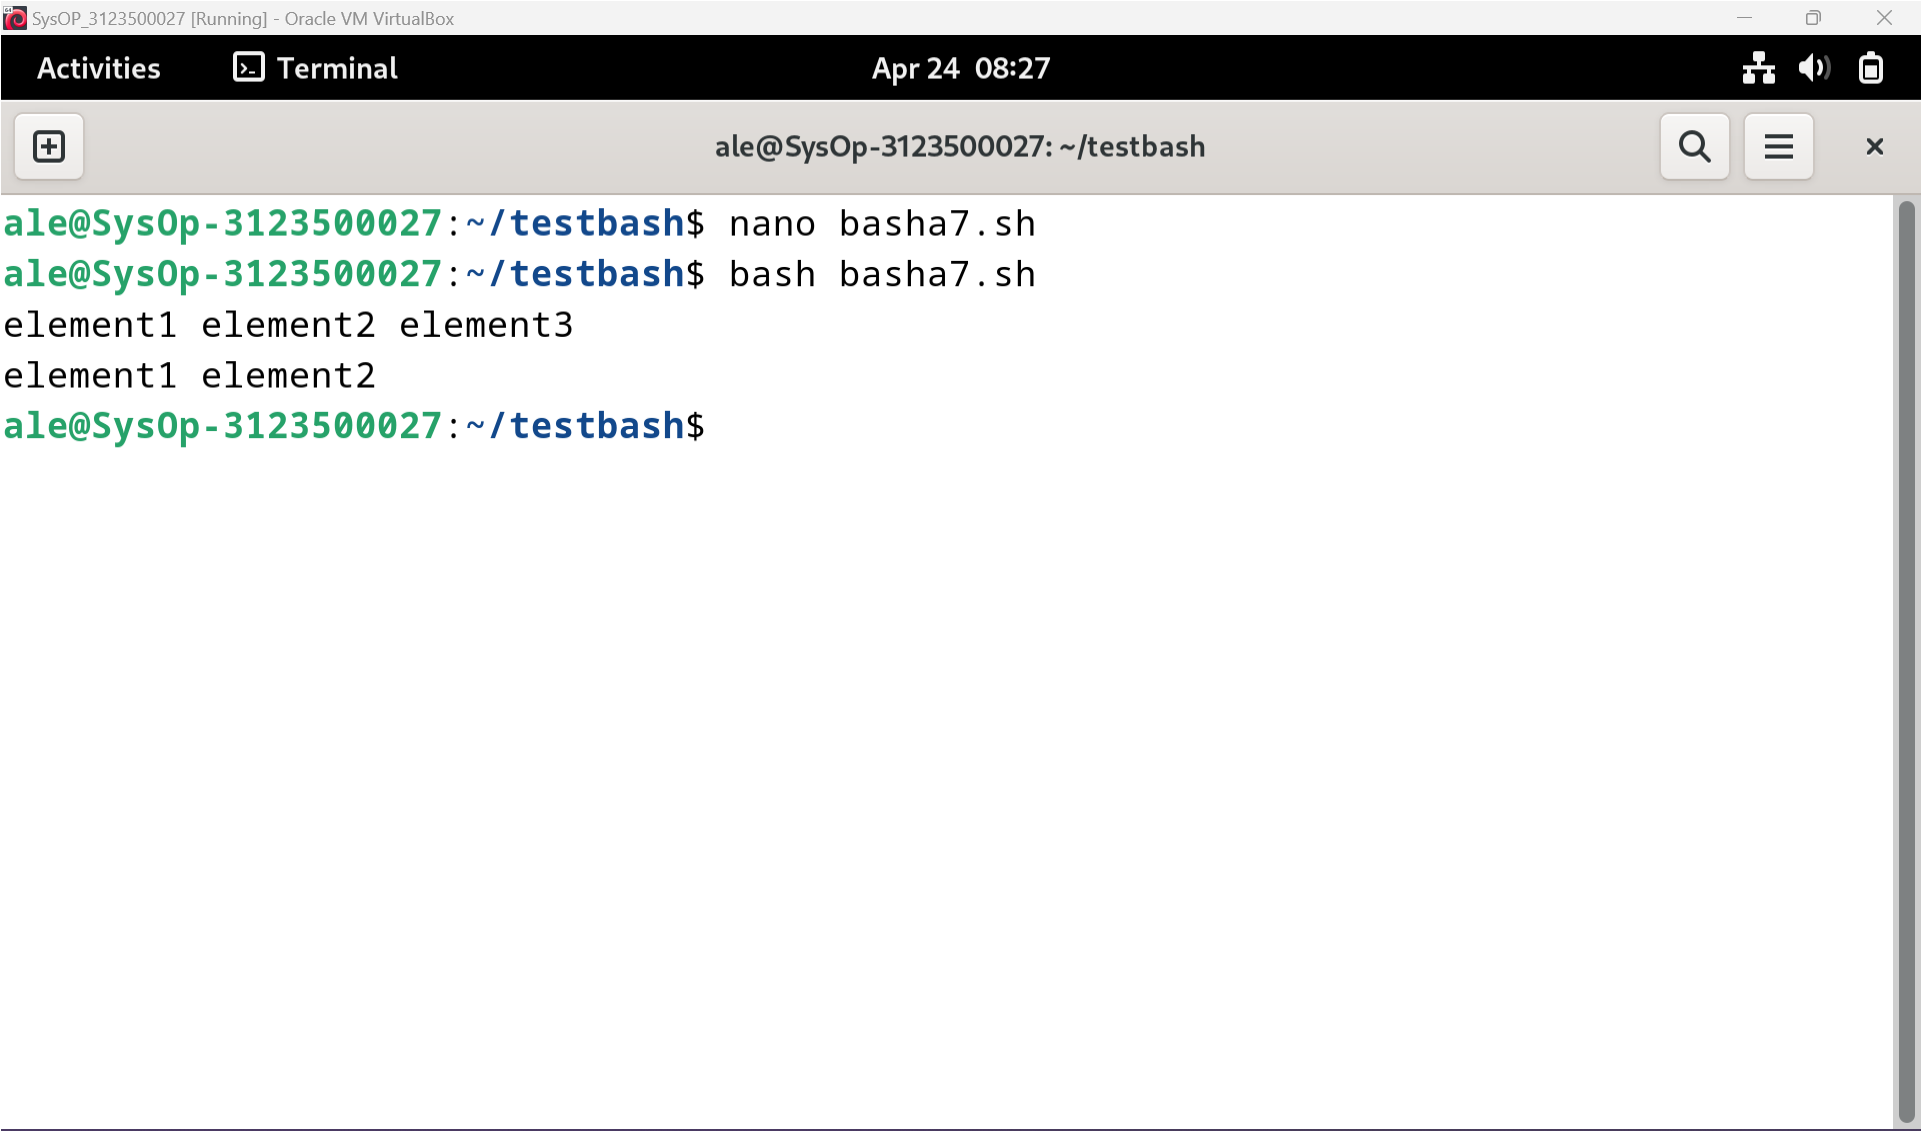 SysOP_3123500027 [Running] - Oracle VM VirtualBox
Activities Terminal Apr 24 08:27
ale@SysOp-3123500027: ~/testbash
ale@SysOp-3123500027:~/testbash$ nano basha7.sh
ale@SysOp-3123500027:~/testbash$ bash basha7.sh
element1 element2 element3
element1 element2
ale@SysOp-3123500027:~/testbash$